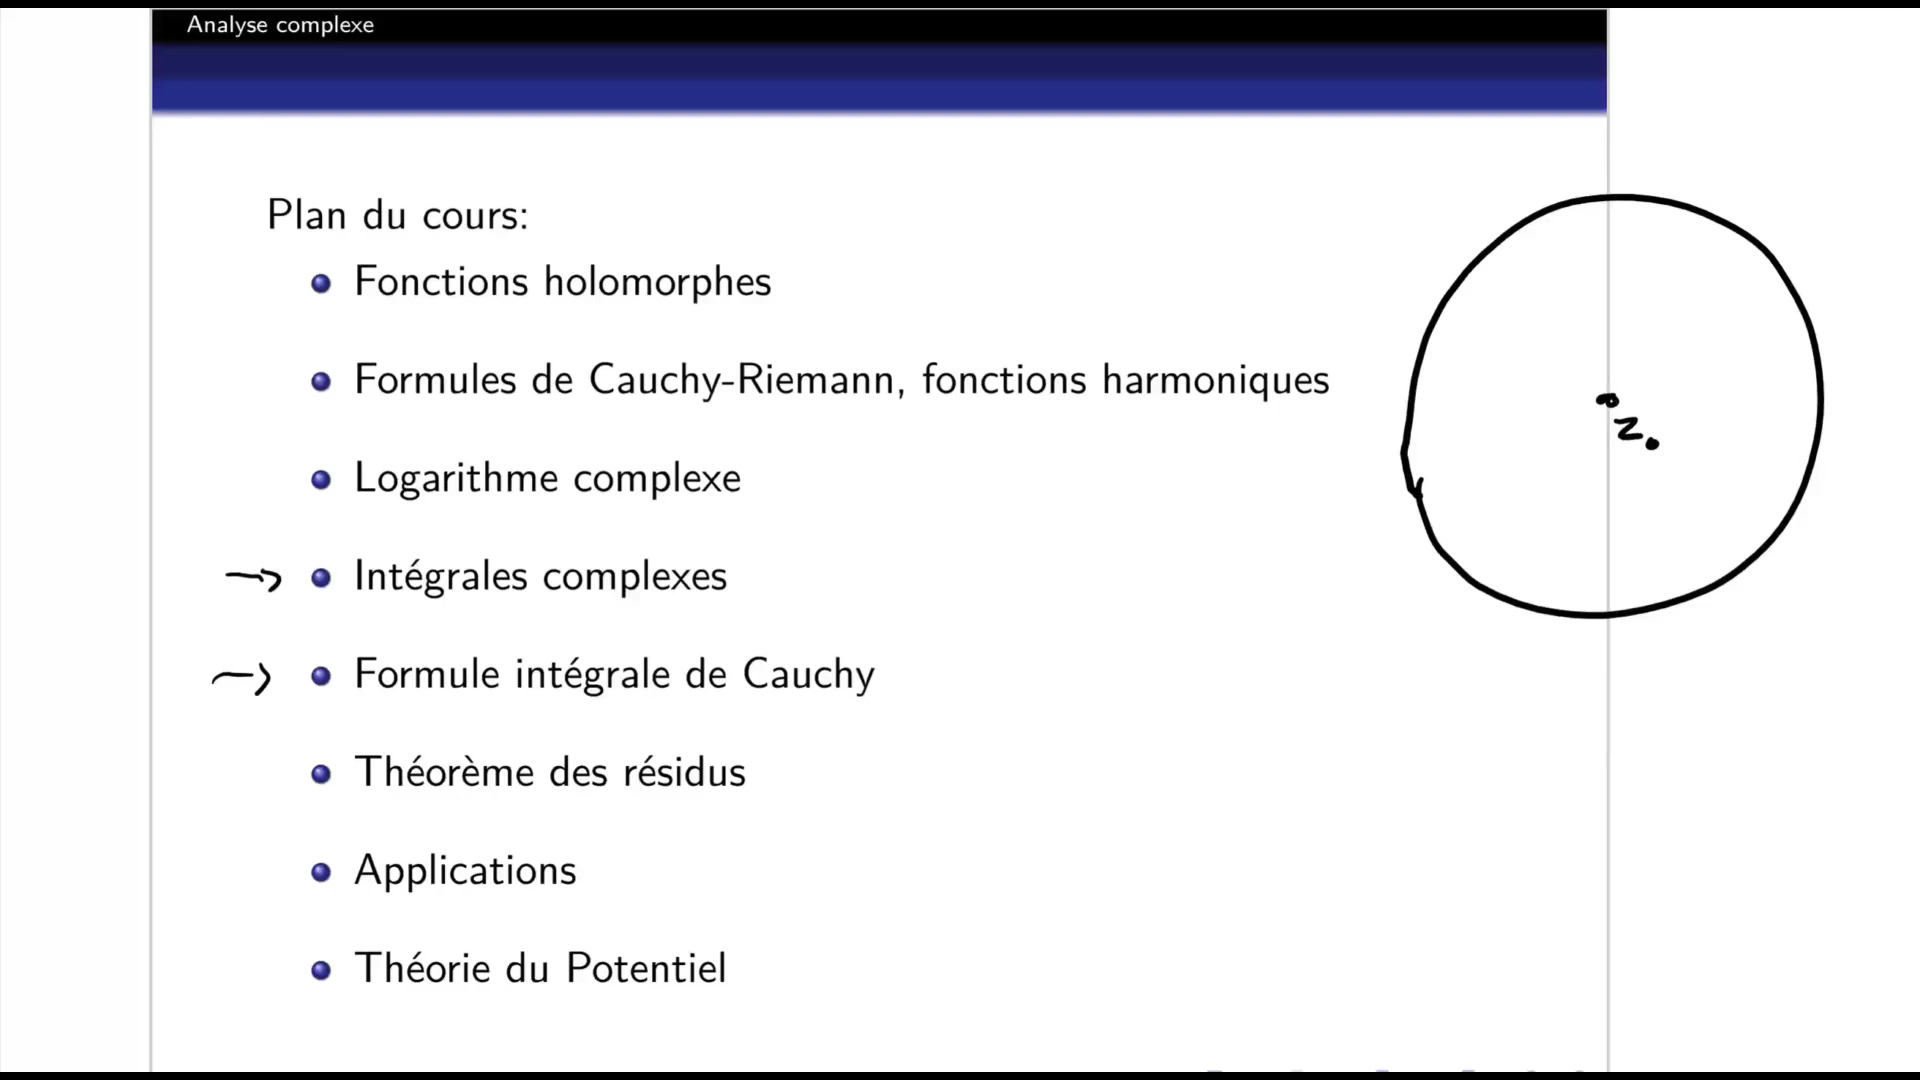 Analyse complexe
Plan du cours:
Fonctions holomorphes
Formules de Cauchy-Riemann, fonctions harmoniques
z₀
Logarithme complexe
→ Intégrales complexes
→ Formule intégrale de Cauchy
Théorème des résidus
Applications
Théorie du Potentiel